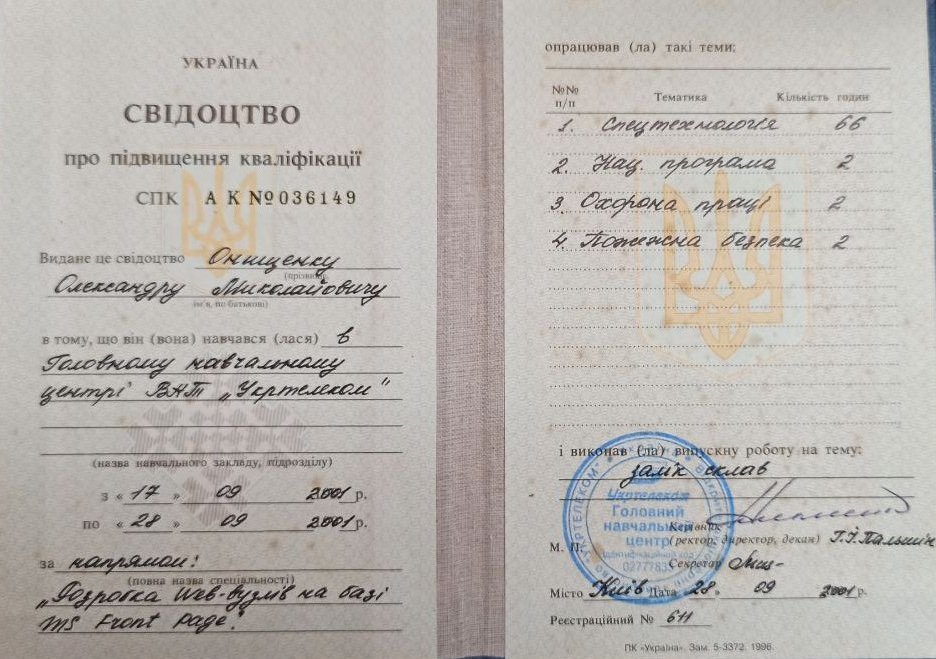 УКРАЇНА
СВІДОЦТВО
про підвищення кваліфікації
СПК АК №036149
Видане це свідоцтво Онищенку
(прізвище)
Олександру Миколайовичу
(ім'я, по батькові)
в тому, що він (вона) навчався (лася) в
Головному навчальному
центрі ВАТ „Укртелеком"
(назва навчального закладу, підрозділу)
з « 17 » 09 2001 р.
по « 28 » 09 2001 р.
за напрямом:
(повна назва спеціальності)
„Розробка Web-вузлів на базі
MS Front Page".
опрацював (ла) такі теми:
№№ п/п Тематика Кількість годин
1. Спецтехнологія 66
2. Нац. програма 2
3 Охорона праці 2
4. Пожежна безпека 2
і виконав (ла) випускну роботу на тему:
залік склав
Укртелеком
Головний
навчальний
центр
ідентифікаційний код
Керівник
(ректор, директор, декан) Г.І. Пальшін
М. П.
Секретар
Місто Київ Дата 28 » 09 2001 р.
Реєстраційний № 611
ПК «Україна». Зам. 5-3372. 1996.